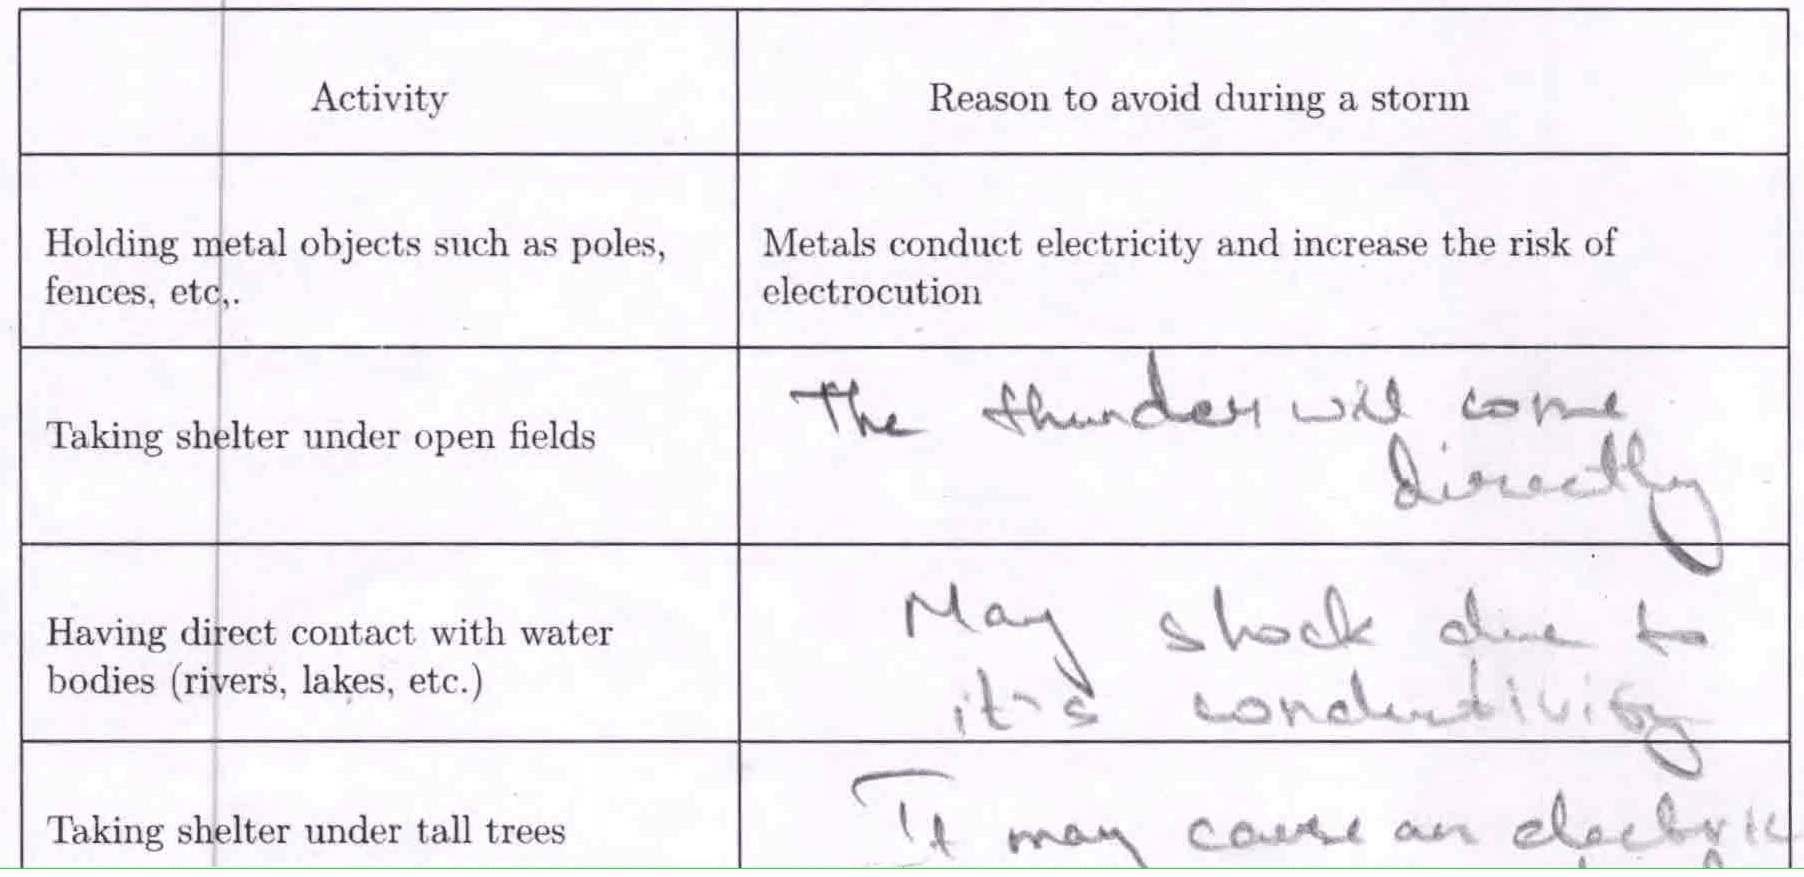 Activity
Reason to avoid during a storm
Holding metal objects such as poles,
fences, etc,.
Metals conduct electricity and increase the risk of
electrocution
Taking shelter under open fields
The thunder will come
directly
Having direct contact with water
bodies (rivers, lakes, etc.)
May shock due to
it's conductivity
Taking shelter under tall trees
It may cause an electric